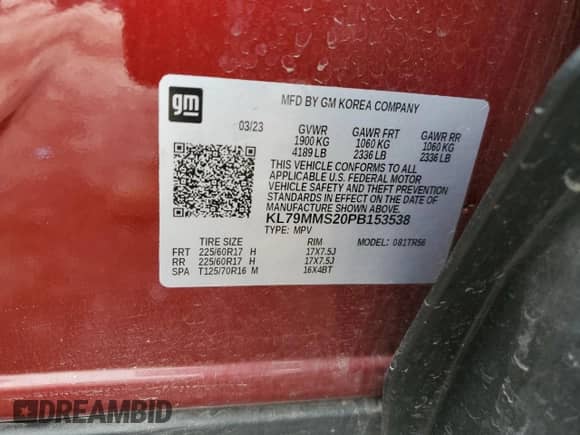 gm
MFD BY GM KOREA COMPANY
03/23 GVWR GAWR FRT GAWR RR
1900 KG 1060 KG 1060 KG
4189 LB 2336 LB 2336 LB
THIS VEHICLE CONFORMS TO ALL
APPLICABLE U.S. FEDERAL MOTOR
VEHICLE SAFETY AND THEFT PREVENTION
STANDARDS IN EFFECT ON THE DATE OF
MANUFACTURE SHOWN ABOVE.
KL79MMS20PB153538
TYPE: MPV
TIRE SIZE RIM MODEL: 081TR56
FRT 225/60R17 H 17X7.5J
RR 225/60R17 H 17X7.5J
SPA T125/70R16 M 16X4BT
DREAMBID